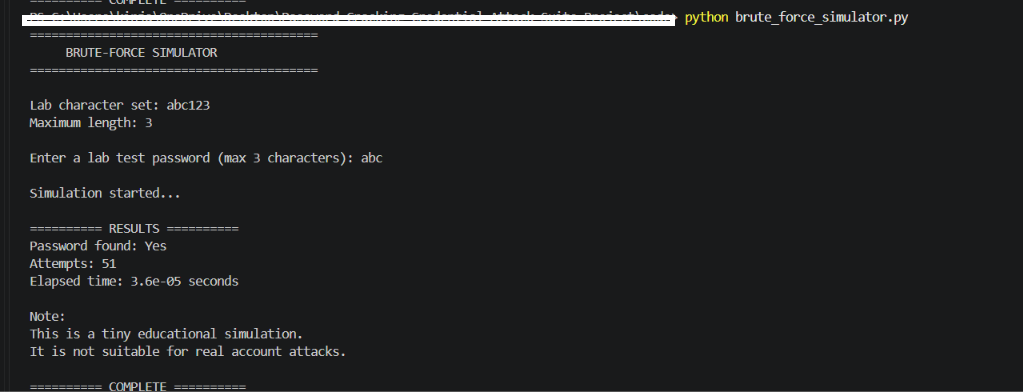 ========== COMPLETE ==========
python brute_force_simulator.py
========================================
BRUTE-FORCE SIMULATOR
========================================
Lab character set: abc123
Maximum length: 3
Enter a lab test password (max 3 characters): abc
Simulation started...
========== RESULTS ==========
Password found: Yes
Attempts: 51
Elapsed time: 3.6e-05 seconds
Note:
This is a tiny educational simulation.
It is not suitable for real account attacks.
========== COMPLETE ==========